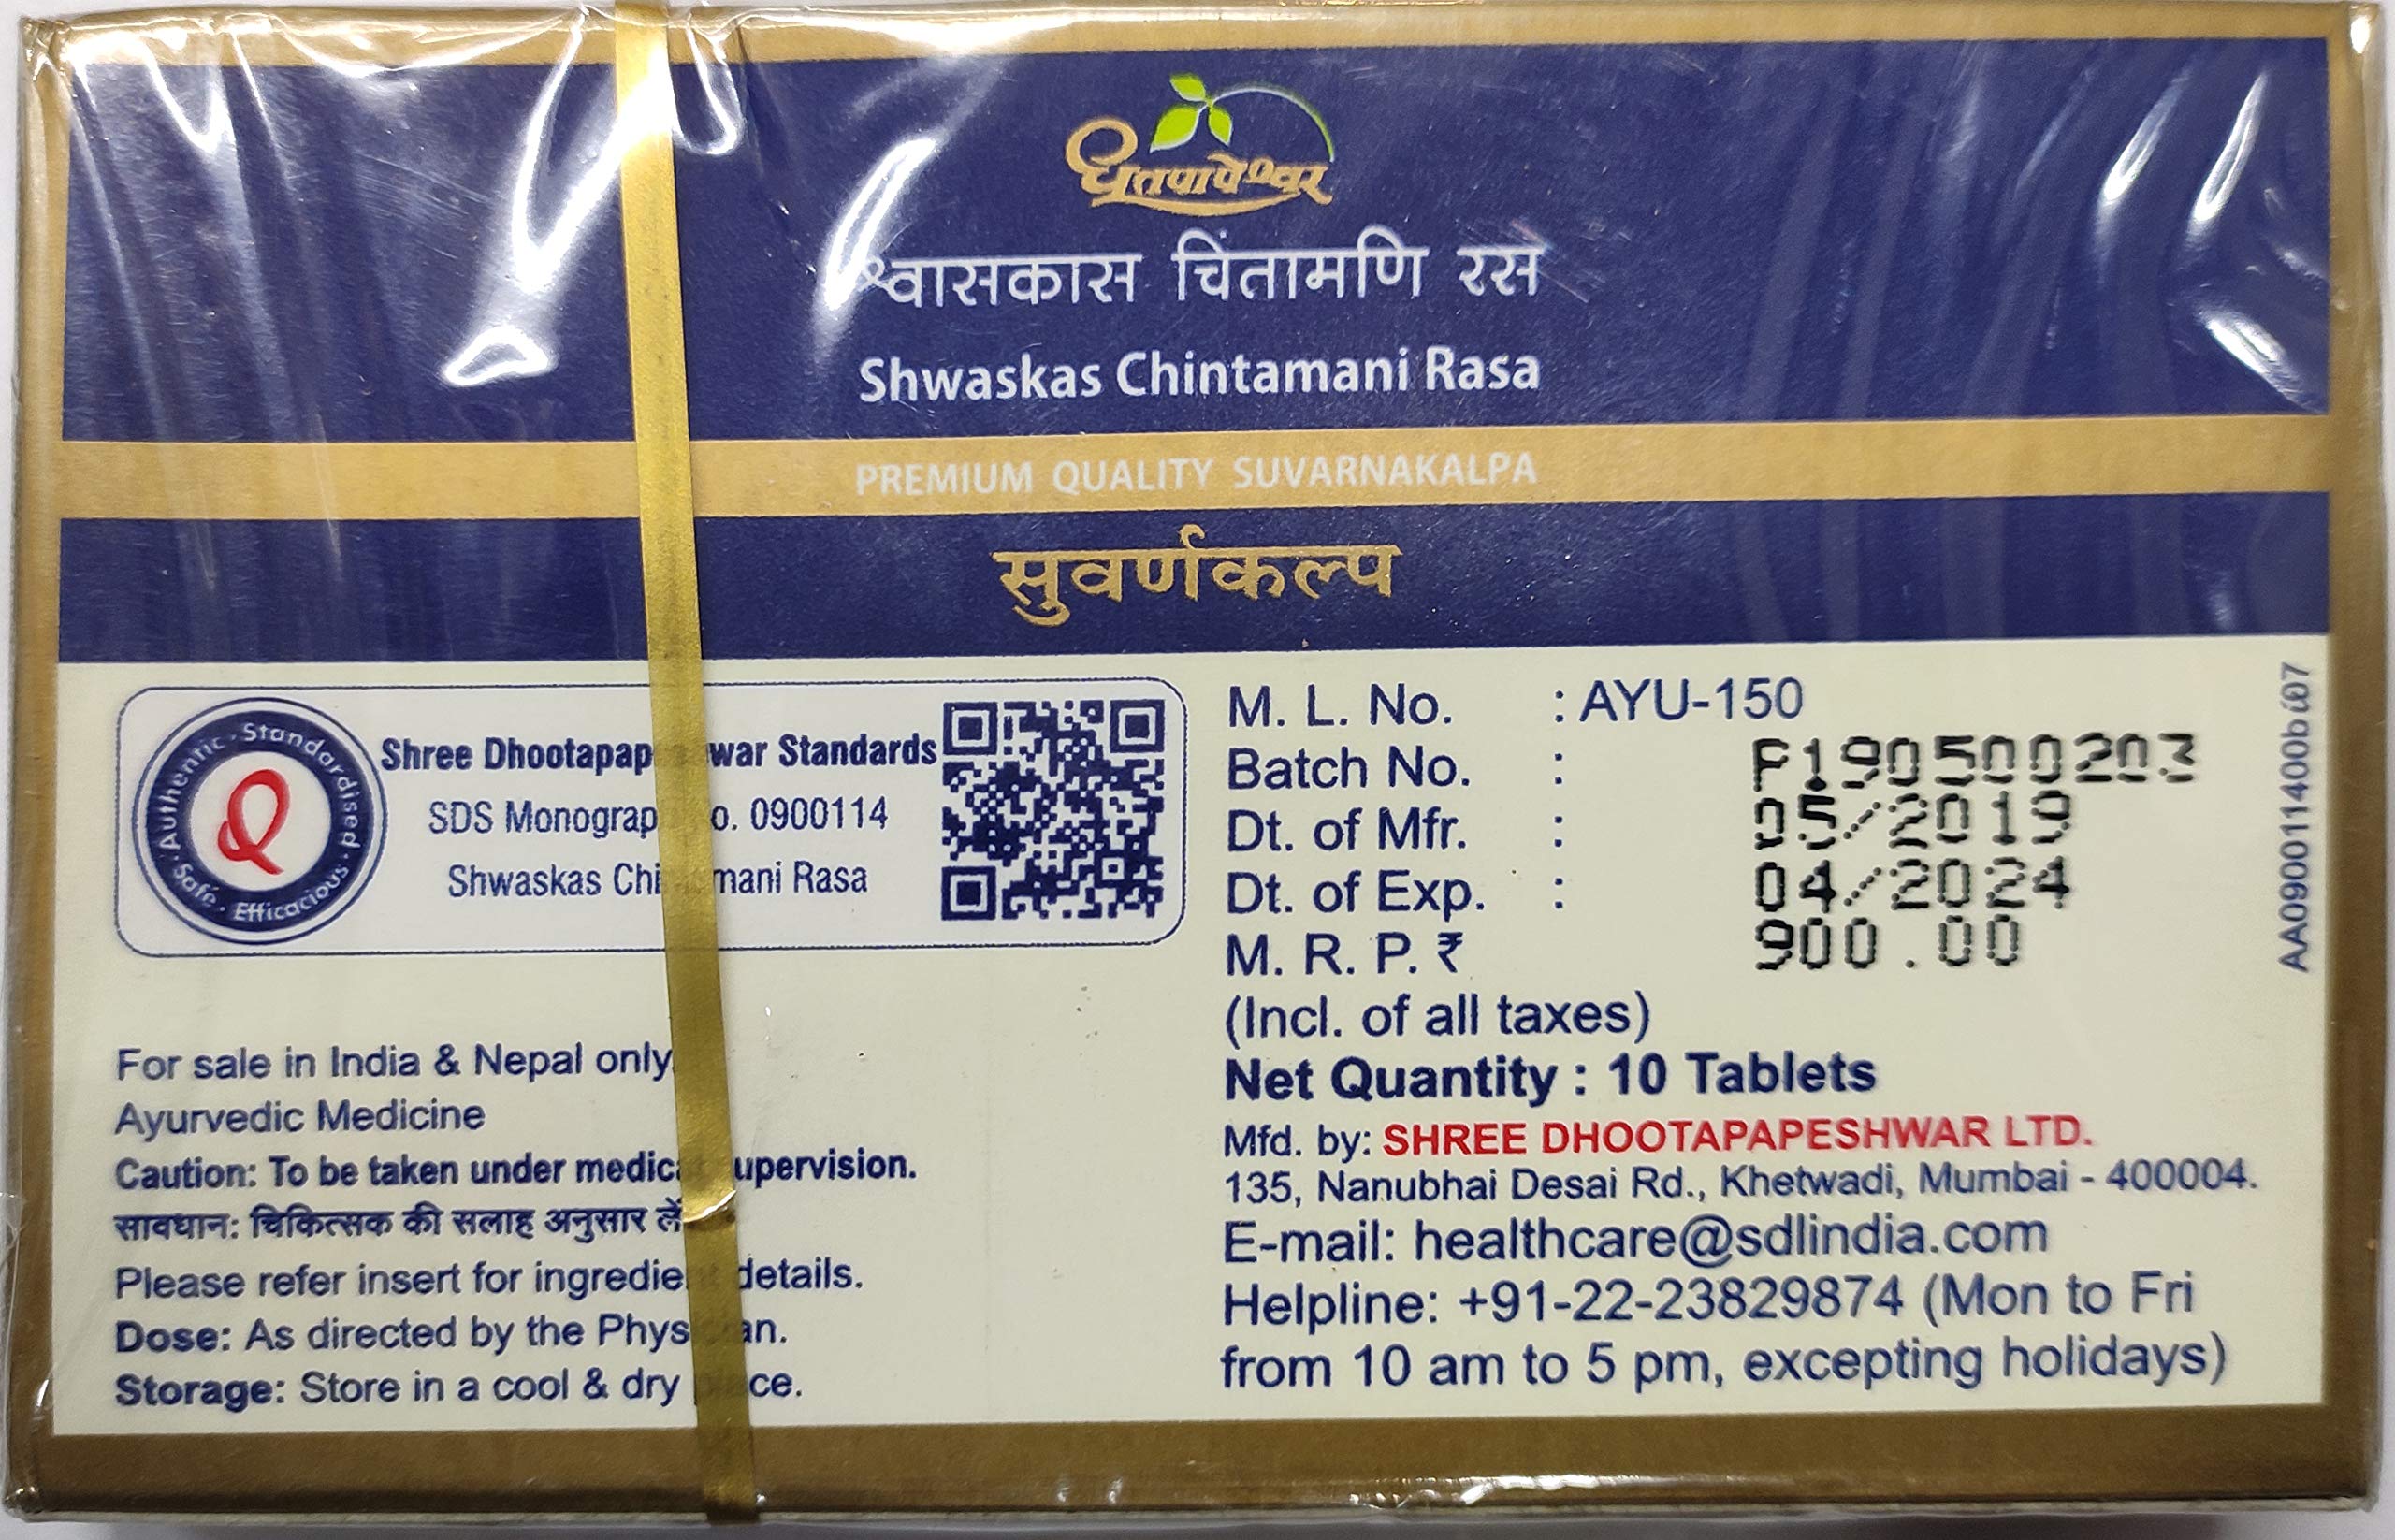 धूतपापेश्वर
श्वासकास चिंतामणि रस
Shwaskas Chintamani Rasa
PREMIUM QUALITY SUVARNAKALPA
सुवर्णकल्प
Authentic · Standardised · Efficacious · Safe ·
Shree Dhootapap war Standards
SDS Monograp o. 0900114
Shwaskas Chi mani Rasa
For sale in India & Nepal only
Ayurvedic Medicine
Caution: To be taken under medic upervision.
सावधान: चिकित्सक की सलाह अनुसार लें
Please refer insert for ingredie details.
Dose: As directed by the Phys an.
Storage: Store in a cool & dry ce.
M. L. No. : AYU-150
Batch No. : P190500203
Dt. of Mfr. : 05/2019
Dt. of Exp. : 04/2024
M. R. P. ₹ 900.00
(Incl. of all taxes)
Net Quantity : 10 Tablets
Mfd. by: SHREE DHOOTAPAPESHWAR LTD.
135, Nanubhai Desai Rd., Khetwadi, Mumbai - 400004.
E-mail: healthcare@sdlindia.com
Helpline: +91-22-23829874 (Mon to Fri
from 10 am to 5 pm, excepting holidays)